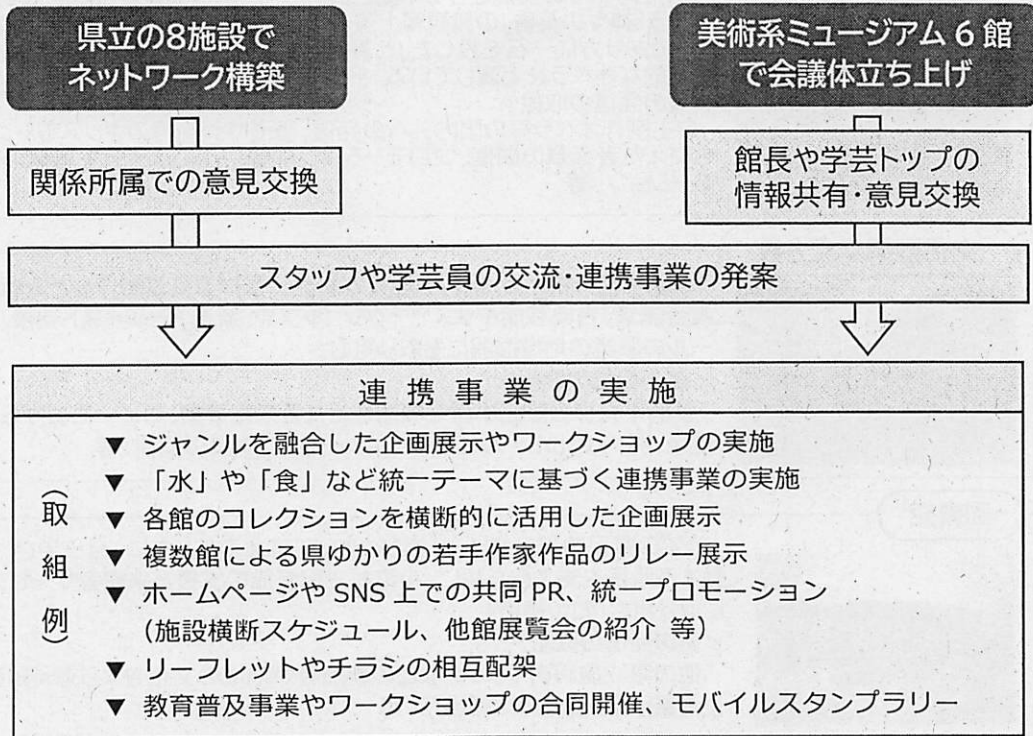 県立の8施設で
ネットワーク構築
美術系ミュージアム6館
で会議体立ち上げ
関係所属での意見交換
館長や学芸トップの
情報共有・意見交換
スタッフや学芸員の交流・連携事業の発案
連携事業の実施
(取組例)
▼ ジャンルを融合した企画展示やワークショップの実施
▼ 「水」や「食」など統一テーマに基づく連携事業の実施
▼ 各館のコレクションを横断的に活用した企画展示
▼ 複数館による県ゆかりの若手作家作品のリレー展示
▼ ホームページや SNS 上での共同 PR、統一プロモーション
(施設横断スケジュール、他館展覧会の紹介 等)
▼ リーフレットやチラシの相互配架
▼ 教育普及事業やワークショップの合同開催、モバイルスタンプラリー